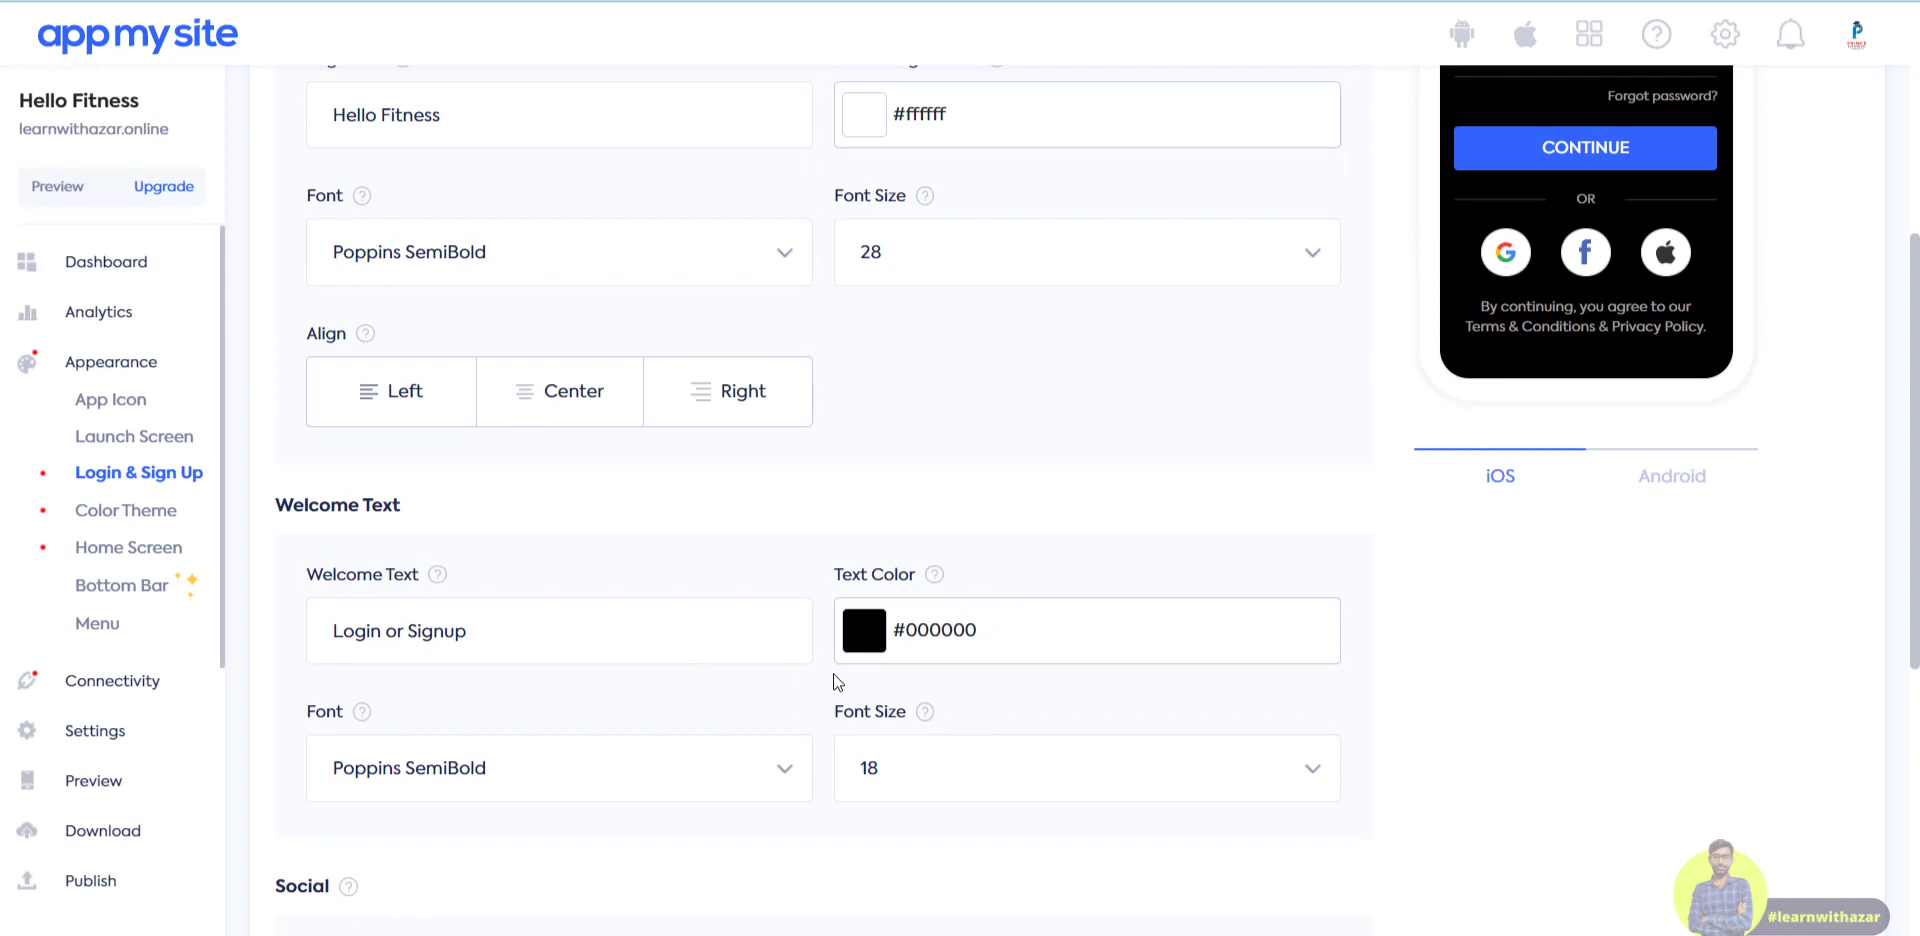 appmysite
PRINCE
Hello Fitness
learnwithazar.online
Preview
Upgrade
Dashboard
Analytics
Appearance
App Icon
Launch Screen
Login & Sign Up
Color Theme
Home Screen
Bottom Bar
Menu
Connectivity
Settings
Preview
Download
Publish
Hello Fitness
#ffffff
Font ?
Font Size ?
Poppins SemiBold
28
Align ?
Left
Center
Right
Welcome Text
Welcome Text ?
Text Color ?
Login or Signup
#000000
Font ?
Font Size ?
Poppins SemiBold
18
Social ?
Forgot password?
CONTINUE
OR
By continuing, you agree to our
Terms & Conditions & Privacy Policy.
iOS
Android
#learnwithazar